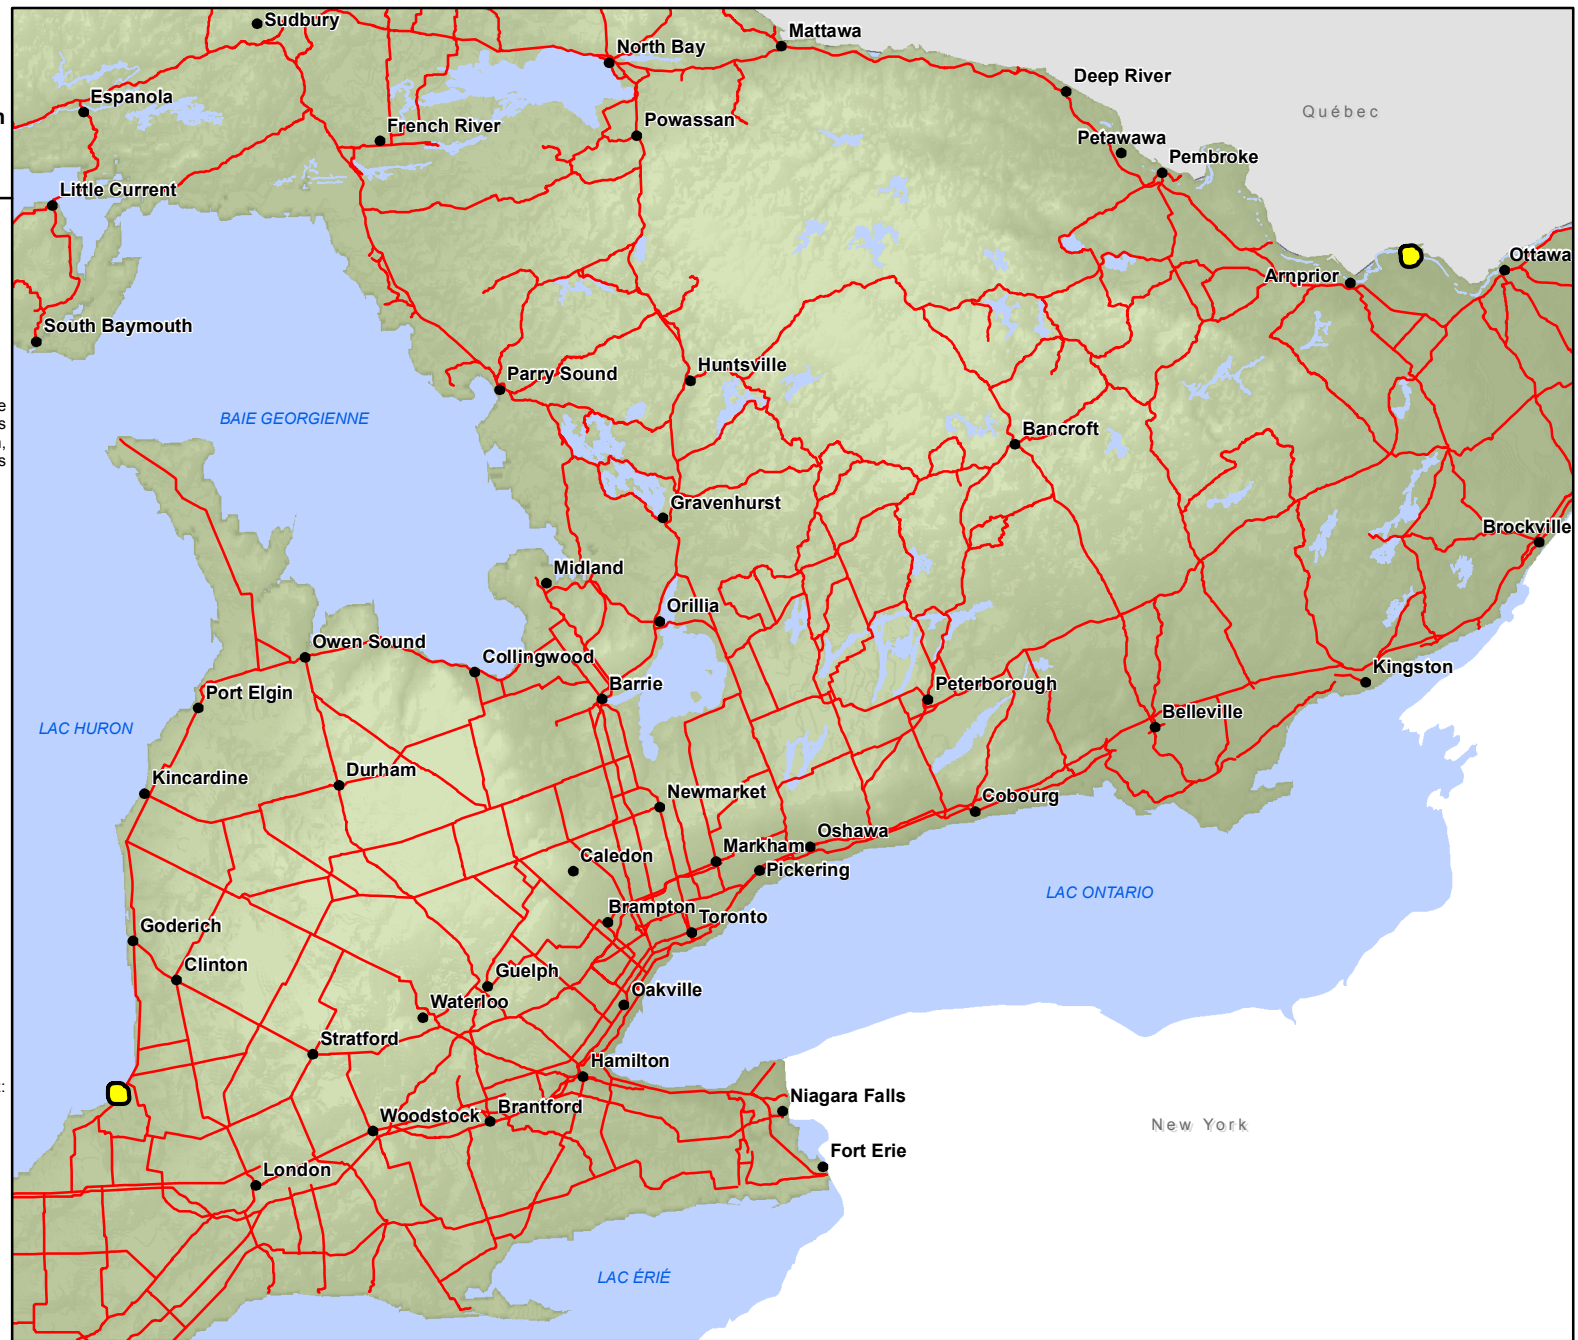 Sudbury
Mattawa
North Bay
Deep River
Espanola
n
Québec
Powassan
French River
Petawawa
Pembroke
Little Current
Ottawa
Arnprior
South Baymouth
Huntsville
Parry Sound
e
s
BAIE GEORGIENNE
Bancroft
,
s
Gravenhurst
Brockville
Midland
Orillia
Owen Sound
Collingwood
Kingston
Barrie
Peterborough
Port Elgin
Belleville
LAC HURON
Durham
Kincardine
Newmarket
Cobourg
Oshawa
Markham
Caledon
Pickering
LAC ONTARIO
Brampton
Toronto
Goderich
Clinton
Guelph
Oakville
Waterloo
Stratford
Hamilton
:
Niagara Falls
Brantford
Woodstock
New York
Fort Erie
London
LAC ÉRIÉ